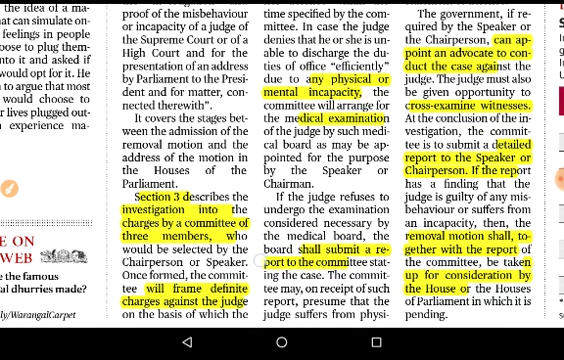 the idea of a ma-
that can simulate on-
feelings in people
oose to plug them-
into it and asked if
would opt for it. He
to argue that most
would choose to
r lives plugged out-
n experience ma-
E ON
WEB
e the famous
al dhurries made?
ly/WarangalCarpet
proof of the misbehaviour
or incapacity of a judge of
the Supreme Court or of a
High Court and for the
presentation of an address
by Parliament to the Presi-
dent and for matter, con-
nected therewith".
It covers the stages bet-
ween the admission of the
removal motion and the
address of the motion in
the Houses of the
Parliament.
Section 3 describes the
investigation into the
charges by a committee of
three members, who
would be selected by the
Chairperson or Speaker.
Once formed, the commit-
tee will frame definite
charges against the judge
on the basis of which the
time specified by the com-
mittee. In case the judge
denies that he or she is un-
able to discharge the du-
ties of office "efficiently"
due to any physical or
mental incapacity, the
committee will arrange for
the medical examination
of the judge by such medi-
cal board as may be ap-
pointed for the purpose
by the Speaker or
Chairman.
If the judge refuses to
undergo the examination
considered necessary by
the medical board, the
board shall submit a re-
port to the committee stat-
ing the case. The commit-
tee may, on receipt of such
report, presume that the
judge suffers from physi-
The government, if re-
quired by the Speaker or
the Chairperson, can ap-
point an advocate to con-
duct the case against the
judge. The judge must also
be given opportunity to
cross-examine witnesses.
At the conclusion of the in-
vestigation, the commit-
tee is to submit a detailed
report to the Speaker or
Chairperson. If the report
has a finding that the
judge is guilty of any mis-
behaviour or suffers from
an incapacity, then, the
removal motion shall, to-
gether with the report of
the committee, be taken
up for consideration by
the House or the Houses
of Parliament in which it is
pending.